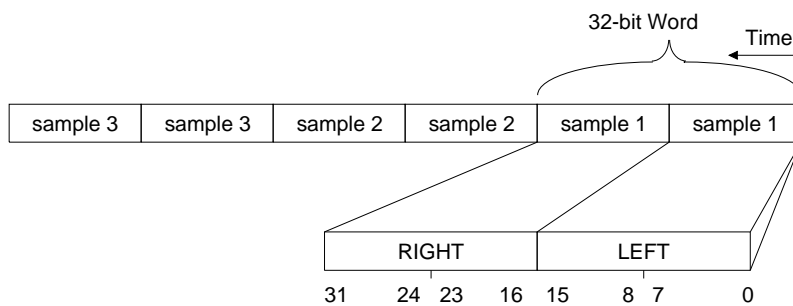 32-bit Word
Time
sample 3 sample 3 sample 2 sample 2 sample 1 sample 1
RIGHT LEFT
31 24 23 16 15 8 7 0